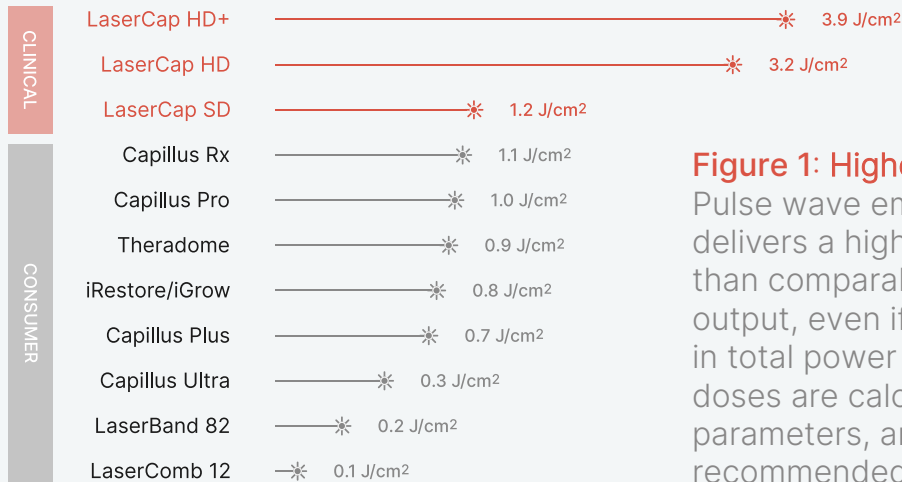 CLINICAL
LaserCap HD+ 3.9 J/cm2
LaserCap HD 3.2 J/cm2
LaserCap SD 1.2 J/cm2
CONSUMER
Capillus Rx 1.1 J/cm2
Capillus Pro 1.0 J/cm2
Theradome 0.9 J/cm2
iRestore/iGrow 0.8 J/cm2
Capillus Plus 0.7 J/cm2
Capillus Ultra 0.3 J/cm2
LaserBand 82 0.2 J/cm2
LaserComb 12 0.1 J/cm2
Figure 1:
Pulse wave
delivers a
than
output, even
in total power
doses are
parameters,
recommended